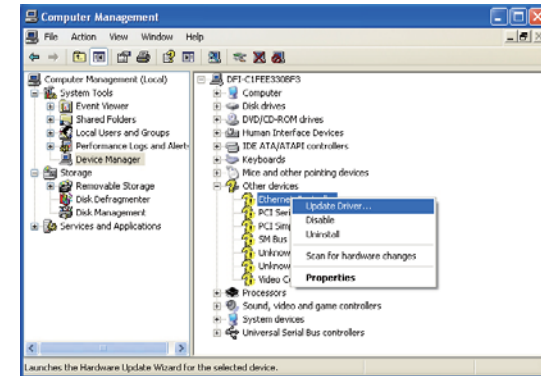 Computer Management
File Action View Window Help
Computer Management (Local)
System Tools
Event Viewer
Shared Folders
Local Users and Groups
Performance Logs and Alert
Device Manager
Storage
Removable Storage
Disk Defragmenter
Disk Management
Services and Applications
DFI-C1FEE3308F3
Computer
Disk drives
DVD/CD-ROM drives
Human Interface Devices
IDE ATA/ATAPI controllers
Keyboards
Mice and other pointing devices
Other devices
Ethernet
PCI Seri
PCI Sim
SM Bus
Unknow
Unknow
Video C
Processors
Sound, video and game controllers
System devices
Universal Serial Bus controllers
Update Driver...
Disable
Uninstall
Scan for hardware changes
Properties
Launches the Hardware Update Wizard for the selected device.